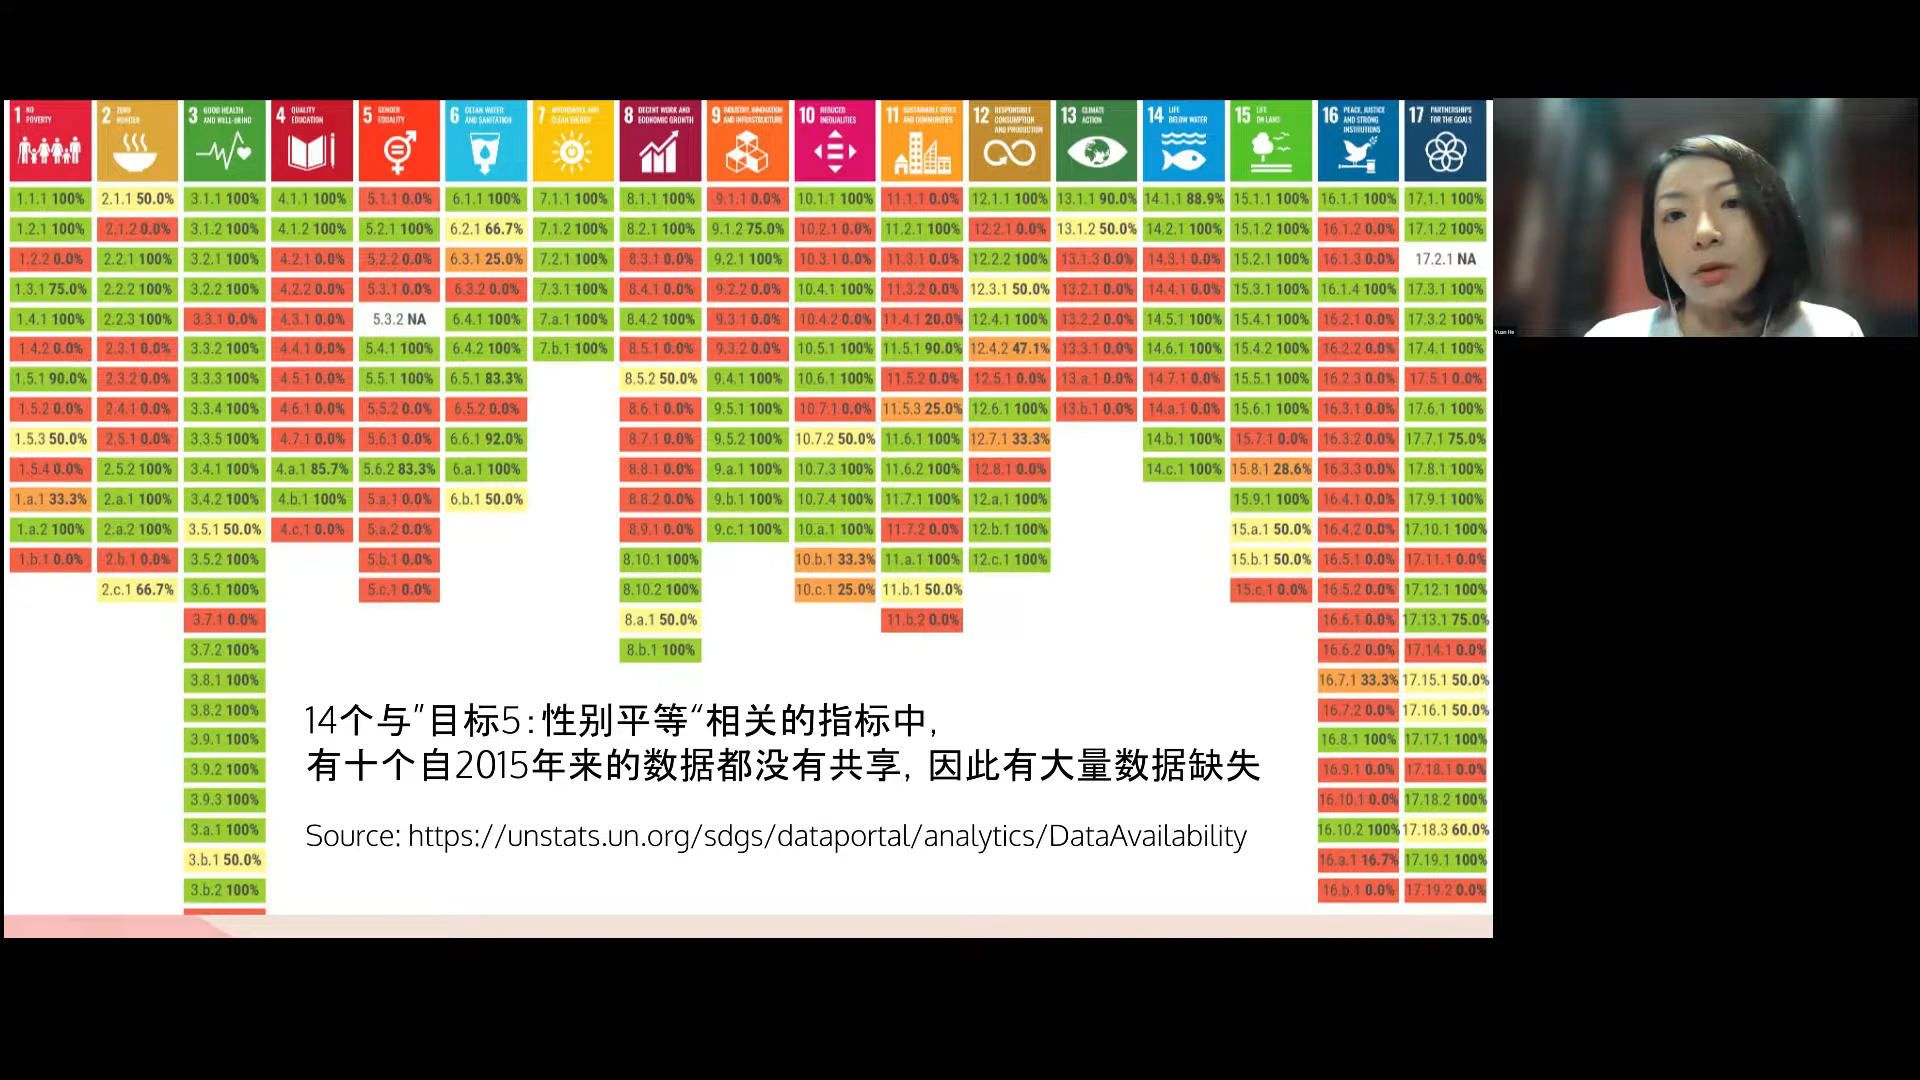 1 NO POVERTY
2 ZERO HUNGER
3 GOOD HEALTH AND WELL-BEING
4 QUALITY EDUCATION
5 GENDER EQUALITY
6 CLEAN WATER AND SANITATION
7 AFFORDABLE AND CLEAN ENERGY
8 DECENT WORK AND ECONOMIC GROWTH
9 INDUSTRY, INNOVATION AND INFRASTRUCTURE
10 REDUCED INEQUALITIES
11 SUSTAINABLE CITIES AND COMMUNITIES
12 RESPONSIBLE CONSUMPTION AND PRODUCTION
13 CLIMATE ACTION
14 LIFE BELOW WATER
15 LIFE ON LAND
16 PEACE, JUSTICE AND STRONG INSTITUTIONS
17 PARTNERSHIPS FOR THE GOALS
1.1.1 100% 2.1.1 50.0% 3.1.1 100% 4.1.1 100% 5.1.1 0.0% 6.1.1 100% 7.1.1 100% 8.1.1 100% 9.1.1 0.0% 10.1.1 100% 11.1.1 0.0% 12.1.1 100% 13.1.1 90.0% 14.1.1 88.9% 15.1.1 100% 16.1.1 100% 17.1.1 100%
1.2.1 100% 2.1.2 0.0% 3.1.2 100% 4.1.2 100% 5.2.1 100% 6.2.1 66.7% 7.1.2 100% 8.2.1 100% 9.1.2 75.0% 10.2.1 0.0% 11.2.1 100% 12.2.1 0.0% 13.1.2 50.0% 14.2.1 100% 15.1.2 100% 16.1.2 0.0% 17.1.2 100%
1.2.2 0.0% 2.2.1 100% 3.2.1 100% 4.2.1 0.0% 5.2.2 0.0% 6.3.1 25.0% 7.2.1 100% 8.3.1 0.0% 9.2.1 100% 10.3.1 0.0% 11.3.1 0.0% 12.2.2 100% 13.1.3 0.0% 14.3.1 0.0% 15.2.1 100% 16.1.3 0.0% 17.2.1 NA
1.3.1 75.0% 2.2.2 100% 3.2.2 100% 4.2.2 0.0% 5.3.1 0.0% 6.3.2 0.0% 7.3.1 100% 8.4.1 0.0% 9.2.2 0.0% 10.4.1 100% 11.3.2 0.0% 12.3.1 50.0% 13.2.1 0.0% 14.4.1 0.0% 15.3.1 100% 16.1.4 100% 17.3.1 100%
1.4.1 100% 2.2.3 100% 3.3.1 0.0% 4.3.1 0.0% 5.3.2 NA 6.4.1 100% 7.a.1 100% 8.4.2 100% 9.3.1 0.0% 10.4.2 0.0% 11.4.1 20.0% 12.4.1 100% 13.2.2 0.0% 14.5.1 100% 15.4.1 100% 16.2.1 0.0% 17.3.2 100%
1.4.2 0.0% 2.3.1 0.0% 3.3.2 100% 4.4.1 0.0% 5.4.1 100% 6.4.2 100% 7.b.1 100% 8.5.1 0.0% 9.3.2 0.0% 10.5.1 100% 11.5.1 90.0% 12.4.2 47.1% 13.3.1 0.0% 14.6.1 100% 15.4.2 100% 16.2.2 0.0% 17.4.1 100%
1.5.1 90.0% 2.3.2 0.0% 3.3.3 100% 4.5.1 0.0% 5.5.1 100% 6.5.1 83.3% 8.5.2 50.0% 9.4.1 100% 10.6.1 100% 11.5.2 0.0% 12.5.1 0.0% 13.a.1 0.0% 14.7.1 0.0% 15.5.1 100% 16.2.3 0.0% 17.5.1 0.0%
1.5.2 0.0% 2.4.1 0.0% 3.3.4 100% 4.6.1 0.0% 5.5.2 0.0% 6.5.2 0.0% 8.6.1 0.0% 9.5.1 100% 10.7.1 0.0% 11.5.3 25.0% 12.6.1 100% 13.b.1 0.0% 14.a.1 0.0% 15.6.1 100% 16.3.1 0.0% 17.6.1 100%
1.5.3 50.0% 2.5.1 0.0% 3.3.5 100% 4.7.1 0.0% 5.6.1 0.0% 6.6.1 92.0% 8.7.1 0.0% 9.5.2 100% 10.7.2 50.0% 11.6.1 100% 12.7.1 33.3% 14.b.1 100% 15.7.1 0.0% 16.3.2 0.0% 17.7.1 75.0%
1.5.4 0.0% 2.5.2 100% 3.4.1 100% 4.a.1 85.7% 5.6.2 83.3% 6.a.1 100% 8.8.1 0.0% 9.a.1 100% 10.7.3 100% 11.6.2 100% 12.8.1 0.0% 14.c.1 100% 15.8.1 28.6% 16.3.3 0.0% 17.8.1 100%
1.a.1 33.3% 2.a.1 100% 3.4.2 100% 4.b.1 100% 5.a.1 0.0% 6.b.1 50.0% 8.8.2 0.0% 9.b.1 100% 10.7.4 100% 11.7.1 100% 12.a.1 100% 15.9.1 100% 16.4.1 0.0% 17.9.1 100%
1.a.2 100% 2.a.2 100% 3.5.1 50.0% 4.c.1 0.0% 5.a.2 0.0% 8.9.1 0.0% 9.c.1 100% 10.a.1 100% 11.7.2 0.0% 12.b.1 100% 15.a.1 50.0% 16.4.2 0.0% 17.10.1 100%
1.b.1 0.0% 2.b.1 0.0% 3.5.2 100% 5.b.1 0.0% 8.10.1 100% 10.b.1 33.3% 11.a.1 100% 12.c.1 100% 15.b.1 50.0% 16.5.1 0.0% 17.11.1 0.0%
2.c.1 66.7% 3.6.1 100% 5.c.1 0.0% 8.10.2 100% 10.c.1 25.0% 11.b.1 50.0% 15.c.1 0.0% 16.5.2 0.0% 17.12.1 100%
3.7.1 0.0% 8.a.1 50.0% 11.b.2 0.0% 16.6.1 0.0% 17.13.1 75.0%
3.7.2 100% 8.b.1 100% 16.6.2 0.0% 17.14.1 0.0%
3.8.1 100% 16.7.1 33.3% 17.15.1 50.0%
3.8.2 100% 16.7.2 0.0% 17.16.1 50.0%
3.9.1 100% 16.8.1 100% 17.17.1 100%
3.9.2 100% 16.9.1 0.0% 17.18.1 0.0%
3.9.3 100% 16.10.1 0.0% 17.18.2 100%
3.a.1 100% 16.10.2 100% 17.18.3 60.0%
3.b.1 50.0% 16.a.1 16.7% 17.19.1 100%
3.b.2 100% 16.b.1 0.0% 17.19.2 0.0%
14个与”目标5:性别平等“相关的指标中,
有十个自2015年来的数据都没有共享, 因此有大量数据缺失
Source: https://unstats.un.org/sdgs/dataportal/analytics/DataAvailability
Yuan He